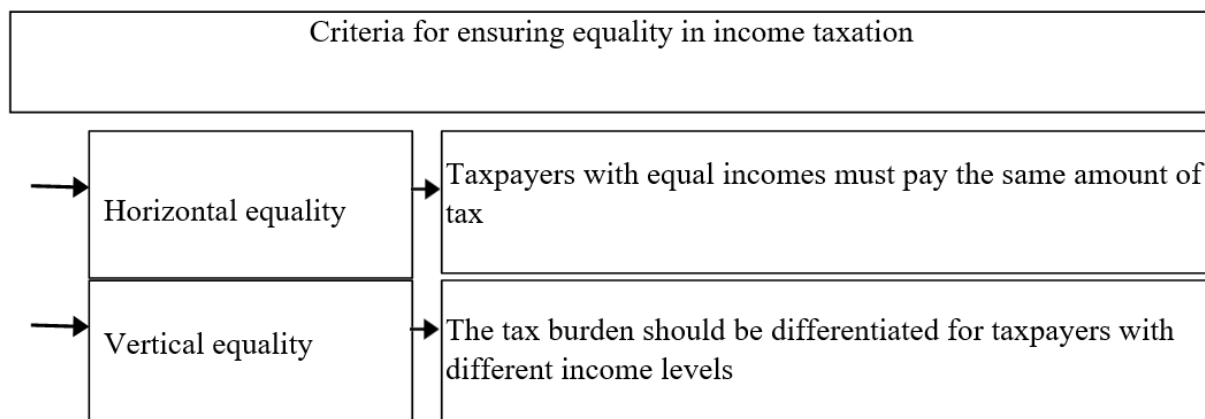 Criteria for ensuring equality in income taxation
Horizontal equality
Taxpayers with equal incomes must pay the same amount of
tax
Vertical equality
The tax burden should be differentiated for taxpayers with
different income levels